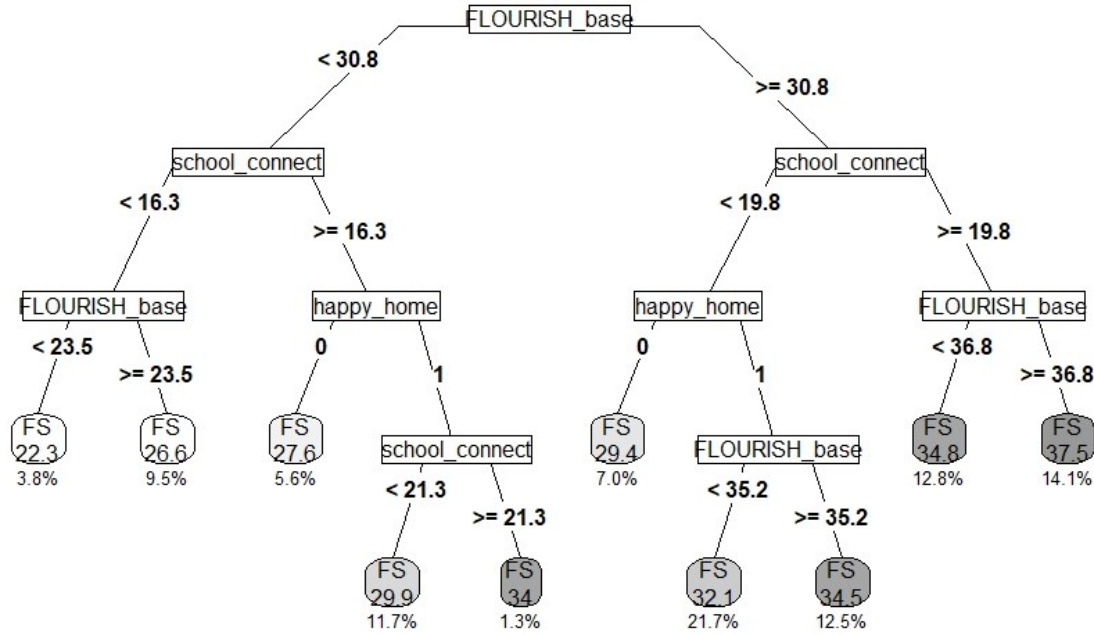 FLOURISH_base
< 30.8
>= 30.8
school_connect
school_connect
< 16.3
>= 16.3
< 19.8
>= 19.8
FLOURISH_base
happy_home
happy_home
FLOURISH_base
< 23.5
>= 23.5
0
1
0
1
< 36.8
>= 36.8
FS
22.3
3.8%
FS
26.6
9.5%
FS
27.6
5.6%
school_connect
FS
29.4
7.0%
FLOURISH_base
FS
34.8
12.8%
FS
37.5
14.1%
< 21.3
>= 21.3
< 35.2
>= 35.2
FS
29.9
11.7%
FS
34
1.3%
FS
32.1
21.7%
FS
34.5
12.5%